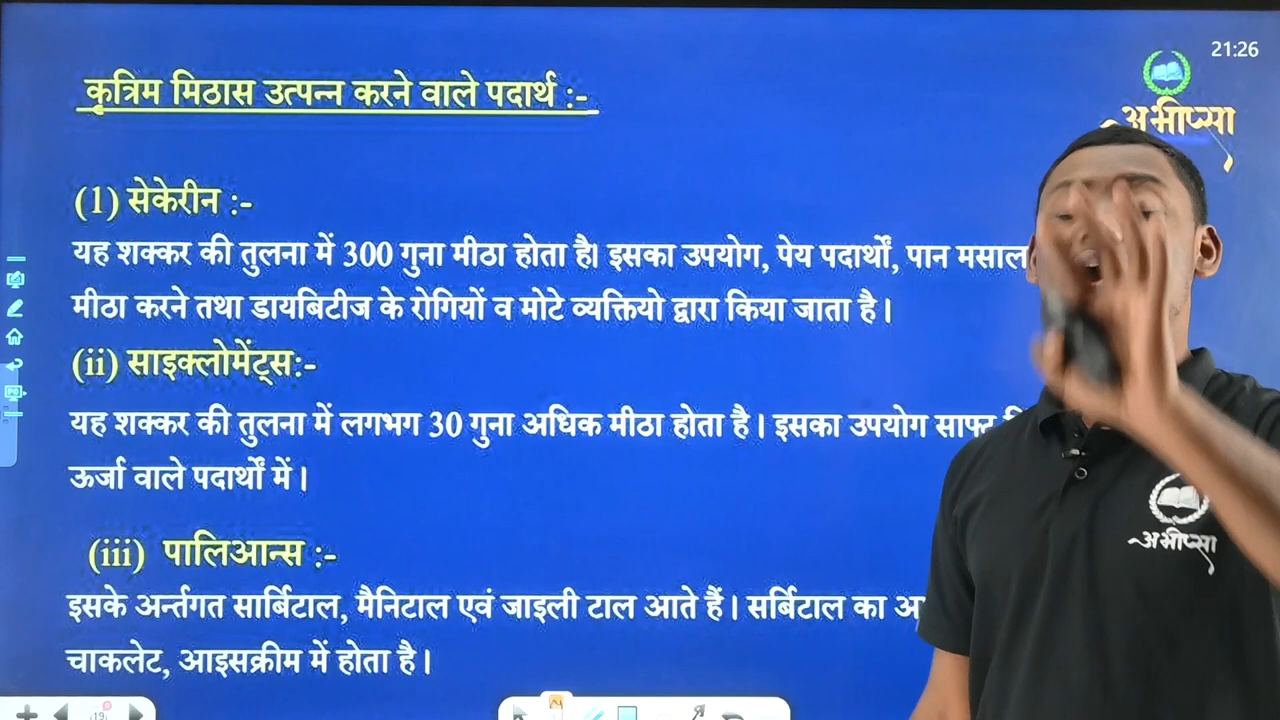 21:26
अभीप्सा
कृत्रिम मिठास उत्पन्न करने वाले पदार्थ :-
(1) सेकेरीन :-
यह शक्कर की तुलना में 300 गुना मीठा होता है। इसका उपयोग, पेय पदार्थों, पान
मीठा करने तथा डायबिटीज के रोगियों व मोटे व्यक्तियो द्वारा किया जाता है।
(ii) साइक्लोमेंट्स:-
यह शक्कर की तुलना में लगभग 30 गुना अधिक मीठा होता है। इसका उपयोग
ऊर्जा वाले पदार्थों में।
(iii) पालिआन्स :-
इसके अर्न्तगत सार्बिटाल, मैनिटाल एवं जाइली टाल आते हैं। सर्बिटाल का
चाकलेट, आइसक्रीम में होता है।
अभीप्सा
19